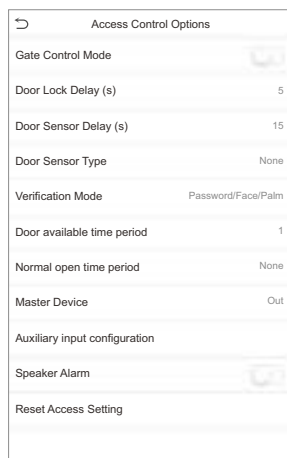 Access Control Options
Gate Control Mode
Door Lock Delay (s) 5
Door Sensor Delay (s) 15
Door Sensor Type None
Verification Mode Password/Face/Palm
Door available time period 1
Normal open time period None
Master Device Out
Auxiliary input configuration
Speaker Alarm
Reset Access Setting